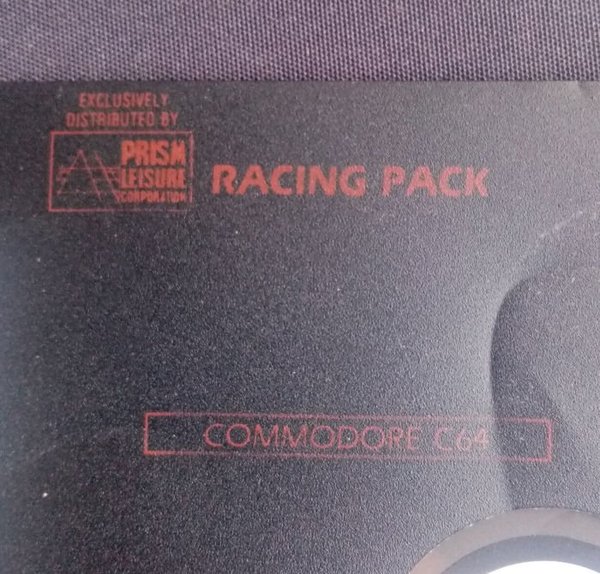 EXCLUSIVELY
DISTRIBUTED BY
PRISM
LEISURE
CORPORATION
RACING PACK
COMMODORE C64